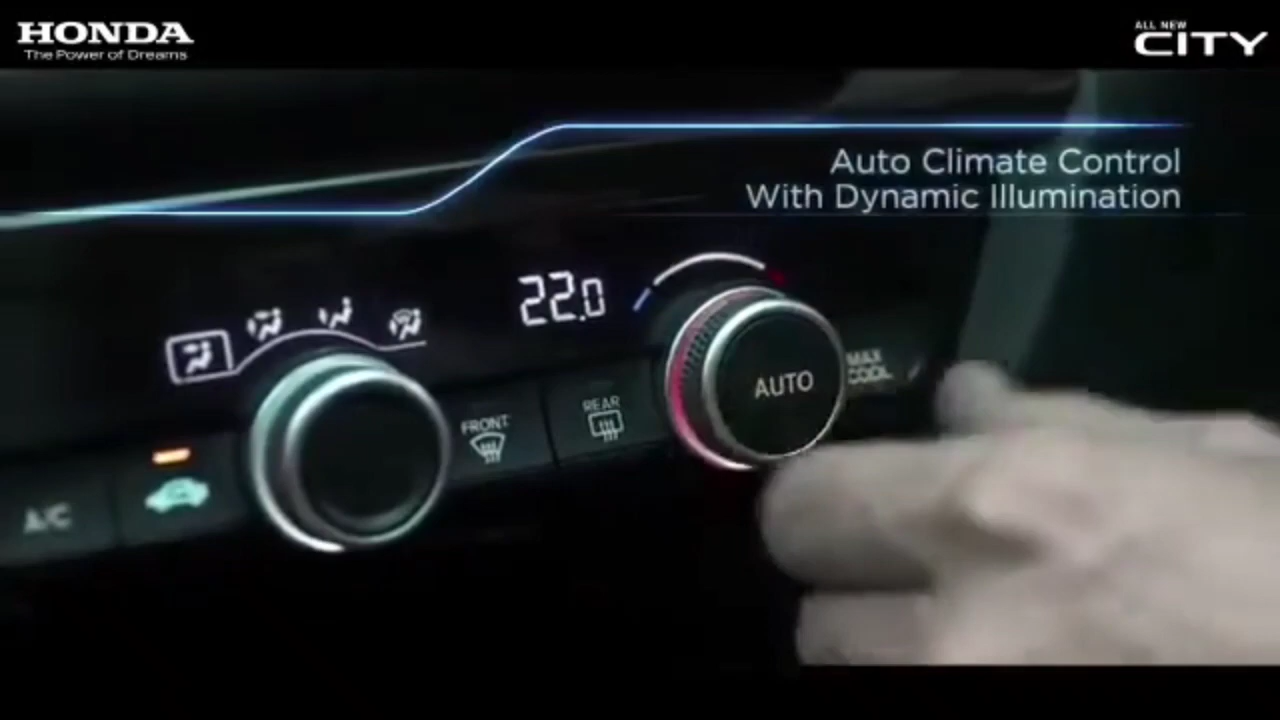 HONDA
The Power of Dreams
ALL NEW
CITY
Auto Climate Control
With Dynamic Illumination
22.0
AUTO
MAX
COOL
REAR
FRONT
A/C